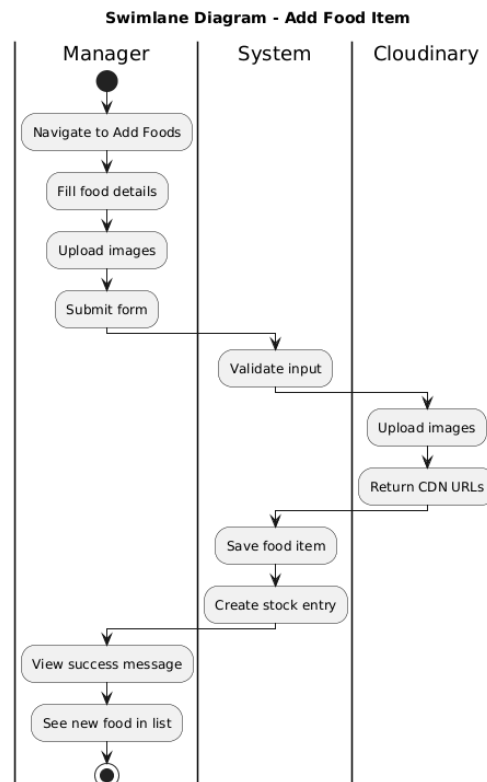 Swimlane Diagram - Add Food Item
Manager
System
Cloudinary
Navigate to Add Foods
Fill food details
Upload images
Submit form
Validate input
Upload images
Return CDN URLs
Save food item
Create stock entry
View success message
See new food in list